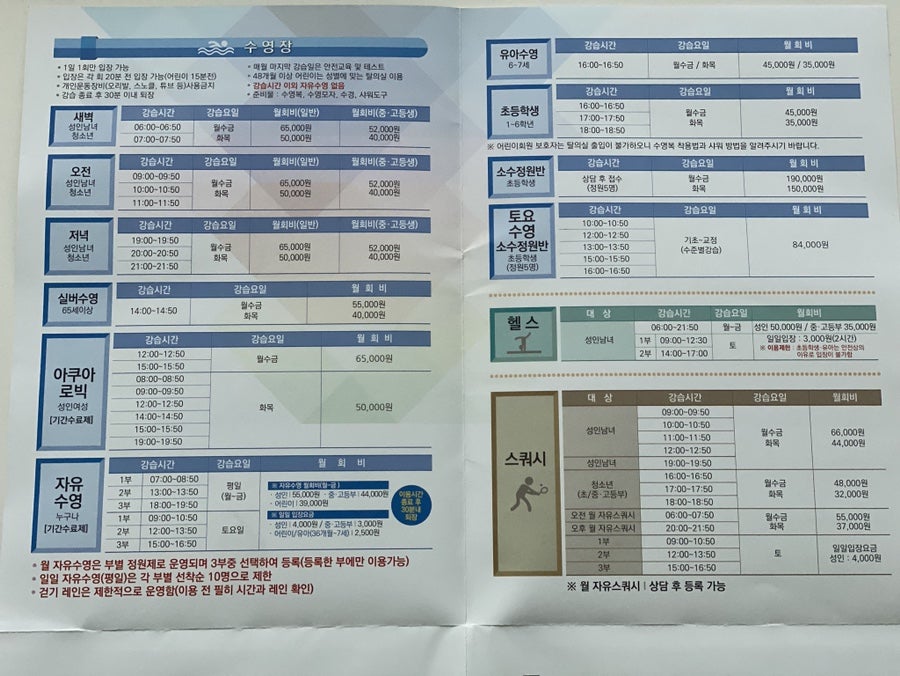 수영장
• 1일 1회만 입장 가능
• 입장은 각 회 20분 전 입장 가능(어린이 15분전)
• 개인운동장비(오리발, 스노클, 튜브 등)사용금지
• 강습 종료 후 30분 이내 퇴장
• 매월 마지막 강습일은 안전교육 및 테스트
• 48개월 이상 어린이는 성별에 맞는 탈의실 이용
• 강습시간 이외 자유수영 없음
• 준비물 : 수영복, 수영모자, 수경, 샤워도구
새벽
성인남녀
청소년
강습시간 강습요일 월회비(일반) 월회비(중·고등생)
06:00~06:50 월수금 65,000원 52,000원
07:00~07:50 화목 50,000원 40,000원
오전
성인남녀
청소년
강습시간 강습요일 월회비(일반) 월회비(중·고등생)
09:00~09:50
10:00~10:50
11:00~11:50
월수금 65,000원 52,000원
화목 50,000원 40,000원
저녁
성인남녀
청소년
강습시간 강습요일 월회비(일반) 월회비(중·고등생)
19:00~19:50
20:00~20:50
21:00~21:50
월수금 65,000원 52,000원
화목 50,000원 40,000원
실버수영
65세이상
강습시간 강습요일 월 회 비
14:00~14:50
월수금 55,000원
화목 40,000원
아쿠아
로빅
성인여성
[기간수료제]
강습시간 강습요일 월 회 비
12:00~12:50
15:00~15:50
월수금 65,000원
08:00~08:50
09:00~09:50
12:00~12:50
14:00~14:50
15:00~15:50
19:00~19:50
화목 50,000원
자유
수영
누구나
[기간수료제]
강습시간 강습요일 월 회 비
1부 07:00~08:50
2부 13:00~13:50
3부 18:00~19:50
평일
(월~금)
1부 09:00~10:50
2부 12:00~13:50
3부 15:00~16:50
토요일
※ 자유수영 월회비(월~금)
· 성인 | 55,000원 · 중·고등부 | 44,000원
· 어린이 | 39,000원
※ 일일 입장요금
· 성인 | 4,000원 / 중·고등부 | 3,000원
· 어린이/유아(36개월~7세) | 2,500원
이용시간
종료 후
30분내
퇴장
• 월 자유수영은 부별 정원제로 운영되며 3부중 선택하여 등록(등록한 부에만 이용가능)
• 일일 자유수영(평일)은 각 부별 선착순 10명으로 제한
• 걷기 레인은 제한적으로 운영함(이용 전 필히 시간과 레인 확인)
유아수영
6~7세
강습시간 강습요일 월 회 비
16:00~16:50 월수금 / 화목 45,000원 / 35,000원
초등학생
1~6학년
강습시간 강습요일 월 회 비
16:00~16:50
17:00~17:50
18:00~18:50
월수금 45,000원
화목 35,000원
※ 어린이회원 보호자는 탈의실 출입이 불가하오니 수영복 착용법과 샤워 방법을 알려주시기 바랍니다.
소수정원반
초등학생
강습시간 강습요일 월 회 비
상담 후 접수
(정원5명)
월수금 190,000원
화목 150,000원
토요
수영
소수정원반
초등학생
(정원5명)
강습시간 강습요일 월 회 비
10:00~10:50
12:00~12:50
13:00~13:50
15:00~15:50
16:00~16:50
기초~교정
(수준별강습)
84,000원
헬스
대 상 강습시간 강습요일 월회비
성인남녀
06:00~21:50 월~금 성인 50,000원 / 중·고등부 35,000원
1부 09:00~12:30
2부 14:00~17:00
토
일일입장 : 3,000원(2시간)
※ 이용제한 : 초등학생·유아는 안전상의
이유로 입장이 불가함
스쿼시
대 상 강습시간 강습요일 월회비
성인남녀
09:00~09:50
10:00~10:50
11:00~11:50
12:00~12:50
성인남녀 19:00~19:50
월수금 66,000원
화목 44,000원
청소년
(초/중·고등부)
16:00~16:50
17:00~17:50
18:00~18:50
월수금 48,000원
화목 32,000원
오전 월 자유스쿼시 06:00~07:50
오후 월 자유스쿼시 20:00~21:50
월수금 55,000원
화목 37,000원
1부 09:00~10:50
2부 12:00~13:50
3부 15:00~16:50
토
일일입장요금
성인 : 4,000원
※ 월 자유스쿼시 | 상담 후 등록 가능